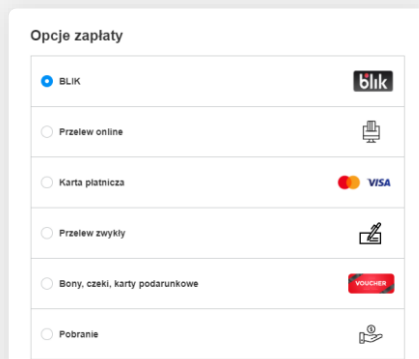 Opcje zapłaty
BLIK
blik
Przelew online
Karta płatnicza
VISA
Przelew zwykły
Bony, czeki, karty podarunkowe
VOUCHER
Pobranie